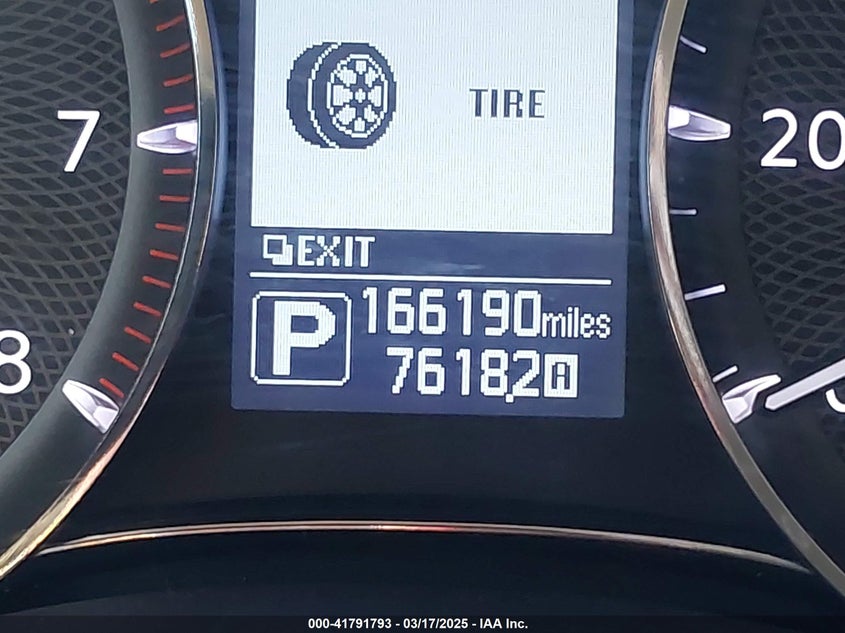 TIRE
7
20
EXIT
P
166190miles
7618.2 A
8
000-41791793 - 03/17/2025 - IAA Inc.